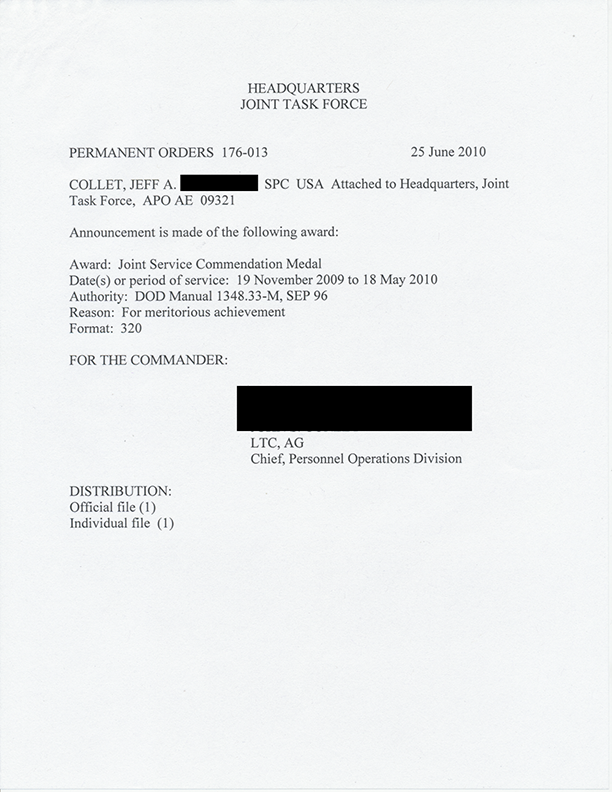 HEADQUARTERS
JOINT TASK FORCE
PERMANENT ORDERS 176-013 25 June 2010
COLLET, JEFF A. SPC USA Attached to Headquarters, Joint
Task Force, APO AE 09321
Announcement is made of the following award:
Award: Joint Service Commendation Medal
Date(s) or period of service: 19 November 2009 to 18 May 2010
Authority: DOD Manual 1348.33-M, SEP 96
Reason: For meritorious achievement
Format: 320
FOR THE COMMANDER:
LTC, AG
Chief, Personnel Operations Division
DISTRIBUTION:
Official file (1)
Individual file (1)